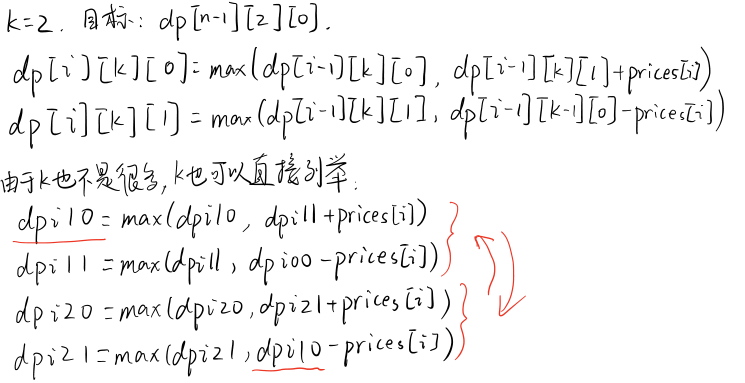 k=2. 目标: dp[n-1][2][0].
dp[i][k][0]=max(dp[i-1][k][0], dp[i-1][k][1]+prices[i])
dp[i][k][1]=max(dp[i-1][k][1], dp[i-1][k-1][0]-prices[i])
由于k也不是很多,k也可以直接列举:
dpi10=max(dpi10, dpi11+prices[i])
dpi11=max(dpi11, dpi00-prices[i])
dpi20=max(dpi20,dpi21+prices[i])
dpi21=max(dpi21,dpi10-prices[i])